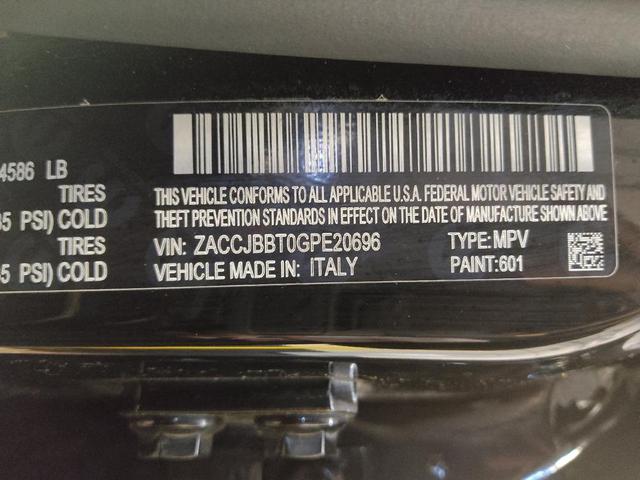 4586 LB
TIRES
35 PSI) COLD
TIRES
35 PSI) COLD
THIS VEHICLE CONFORMS TO ALL APPLICABLE U.S.A. FEDERAL MOTOR VEHICLE SAFETY AND
THEFT PREVENTION STANDARDS IN EFFECT ON THE DATE OF MANUFACTURE SHOWN ABOVE
VIN: ZACCJBBT0GPE20696 TYPE: MPV
VEHICLE MADE IN: ITALY PAINT: 601